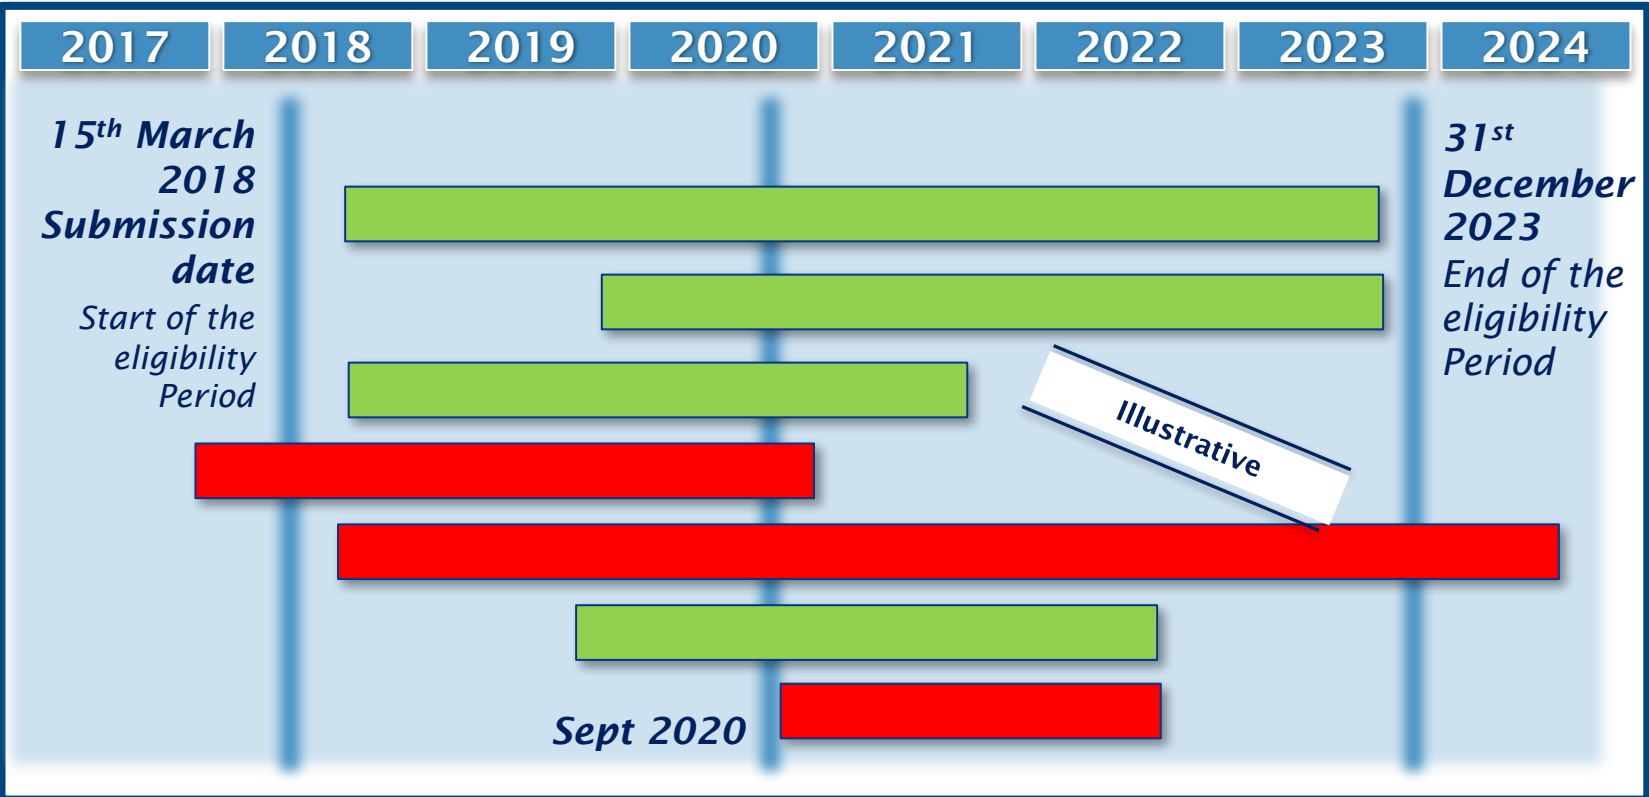 2017 2018 2019 2020 2021 2022 2023 2024
15th March
2018
Submission
date
Start of the
eligibility
Period
31st
December
2023
End of the
eligibility
Period
Illustrative
Sept 2020